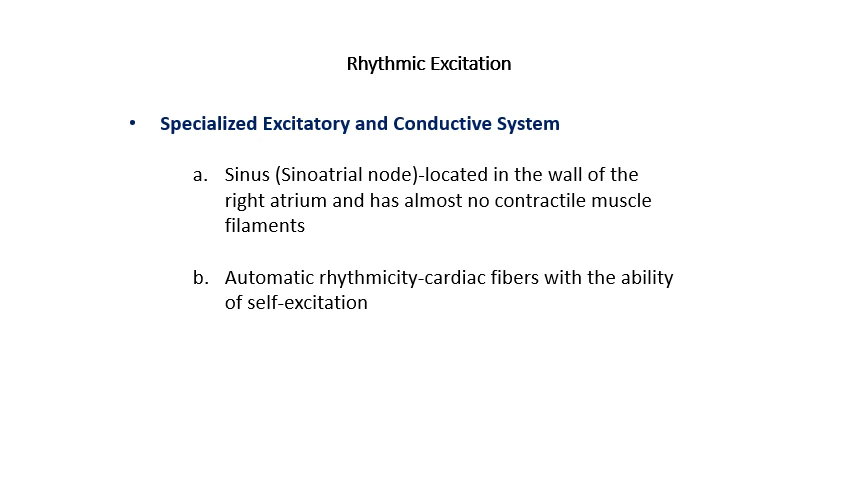 Rhythmic Excitation
• Specialized Excitatory and Conductive System
a. Sinus (Sinoatrial node)-located in the wall of the
right atrium and has almost no contractile muscle
filaments
b. Automatic rhythmicity-cardiac fibers with the ability
of self-excitation